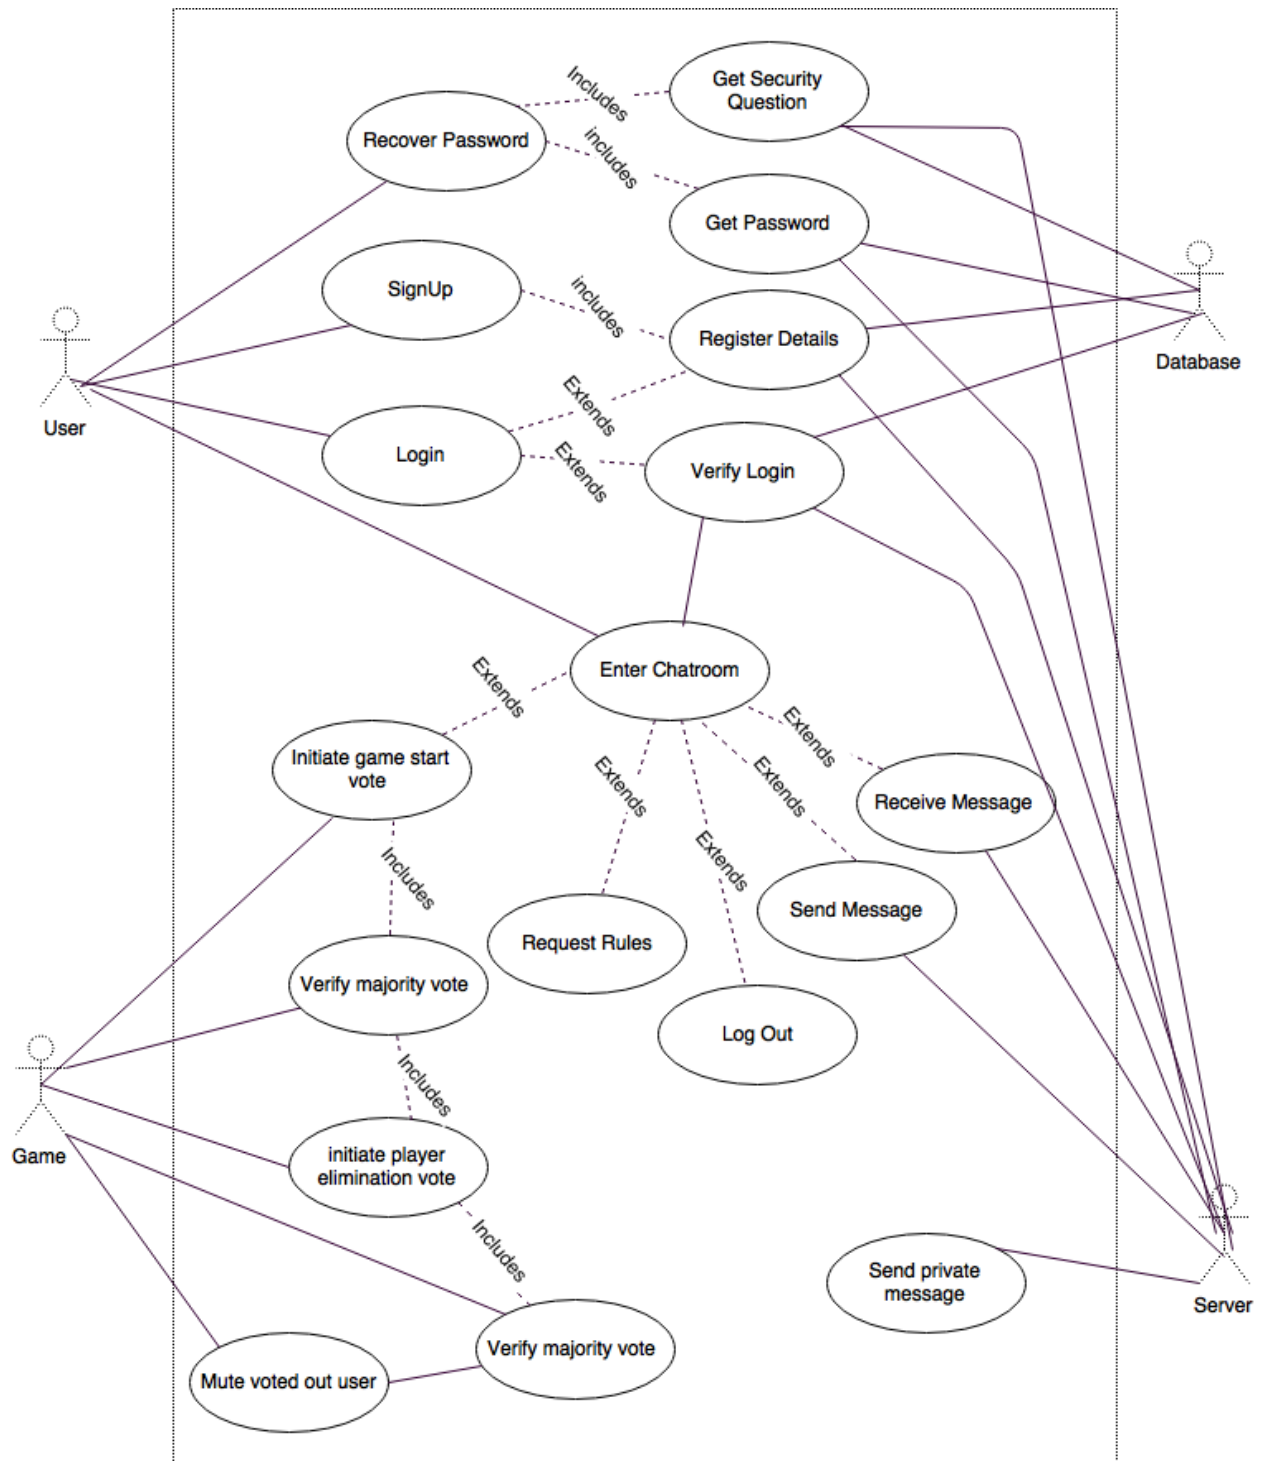 Includes
Get Security
Question
Recover Password
includes
Get Password
SignUp
includes
Register Details
Database
User
Extends
Login
Extends
Verify Login
Extends
Enter Chatroom
Initiate game start
vote
Extends
Extends
Extends
Receive Message
Includes
Extends
Send Message
Request Rules
Verify majority vote
Log Out
Includes
Game
initiate player
elimination vote
Includes
Send private
message
Server
Verify majority vote
Mute voted out user